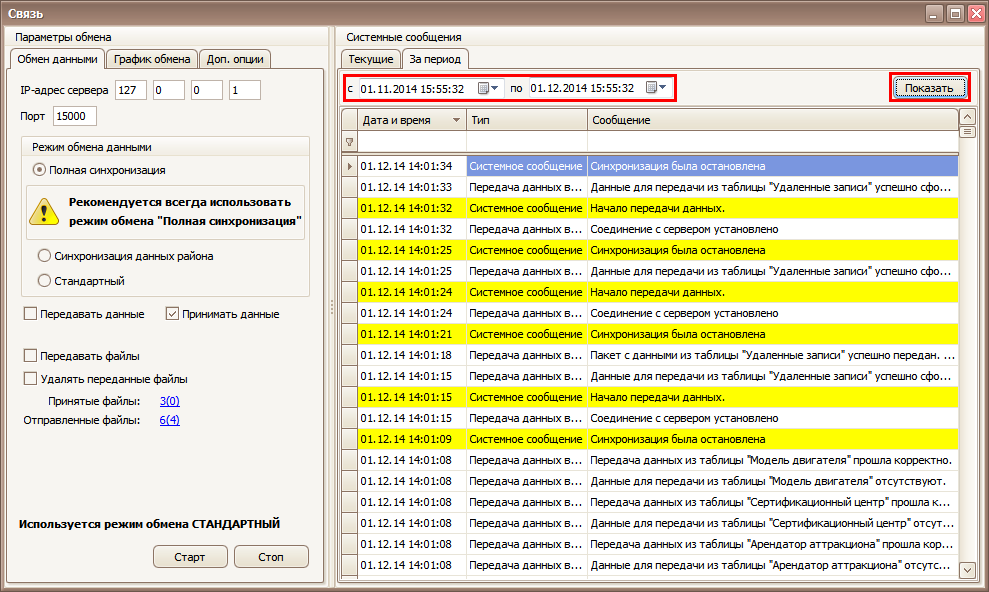 Связь
Параметры обмена
Обмен данными График обмена Доп. опции
IP-адрес сервера 127 0 0 1
Порт 15000
Режим обмена данными
Полная синхронизация
Рекомендуется всегда использовать
режим обмена "Полная синхронизация"
Синхронизация данных района
Стандартный
Передавать данные Принимать данные
Передавать файлы
Удалять переданные файлы
Принятые файлы: 3(0)
Отправленные файлы: 6(4)
Используется режим обмена СТАНДАРТНЫЙ
Старт Стоп
Системные сообщения
Текущие За период
с 01.11.2014 15:55:32 по 01.12.2014 15:55:32 Показать
Дата и время Тип Сообщение
01.12.14 14:01:34 Системное сообщение Синхронизация была остановлена
01.12.14 14:01:33 Передача данных в... Данные для передачи из таблицы "Удаленные записи" успешно сфо...
01.12.14 14:01:32 Системное сообщение Начало передачи данных.
01.12.14 14:01:32 Передача данных в... Соединение с сервером установлено
01.12.14 14:01:25 Системное сообщение Синхронизация была остановлена
01.12.14 14:01:25 Передача данных в... Данные для передачи из таблицы "Удаленные записи" успешно сфо...
01.12.14 14:01:24 Системное сообщение Начало передачи данных.
01.12.14 14:01:24 Передача данных в... Соединение с сервером установлено
01.12.14 14:01:21 Системное сообщение Синхронизация была остановлена
01.12.14 14:01:18 Передача данных в... Пакет с данными из таблицы "Удаленные записи" успешно передан. ...
01.12.14 14:01:15 Передача данных в... Данные для передачи из таблицы "Удаленные записи" успешно сфо...
01.12.14 14:01:15 Системное сообщение Начало передачи данных.
01.12.14 14:01:15 Передача данных в... Соединение с сервером установлено
01.12.14 14:01:09 Системное сообщение Синхронизация была остановлена
01.12.14 14:01:08 Передача данных в... Передача данных из таблицы "Модель двигателя" прошла корректно.
01.12.14 14:01:08 Передача данных в... Данные для передачи из таблицы "Модель двигателя" отсутствуют.
01.12.14 14:01:08 Передача данных в... Передача данных из таблицы "Сертификационный центр" прошла к...
01.12.14 14:01:08 Передача данных в... Данные для передачи из таблицы "Сертификационный центр" отсут...
01.12.14 14:01:08 Передача данных в... Передача данных из таблицы "Арендатор аттракциона" прошла кор...
01.12.14 14:01:08 Передача данных в... Данные для передачи из таблицы "Арендатор аттракциона" отсутс...